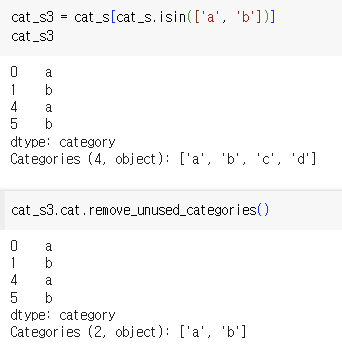 cat_s3 = cat_s[cat_s.isin(['a', 'b'])]
cat_s3
0    a
1    b
4    a
5    b
dtype: category
Categories (4, object): ['a', 'b', 'c', 'd']
cat_s3.cat.remove_unused_categories()
0    a
1    b
4    a
5    b
dtype: category
Categories (2, object): ['a', 'b']